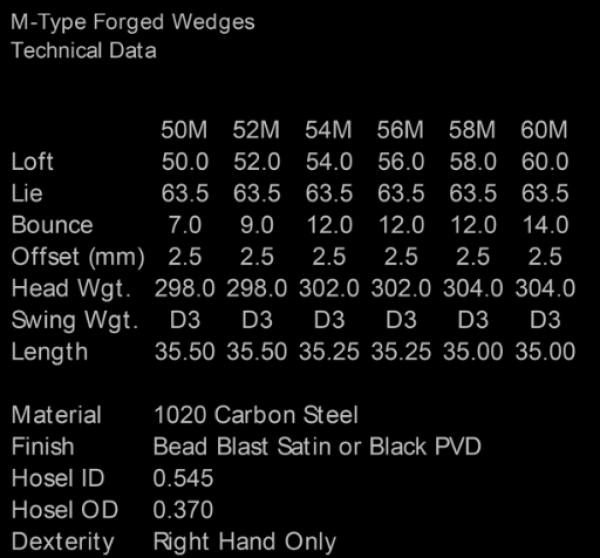 M-Type Forged Wedges
Technical Data
50M 52M 54M 56M 58M 60M
Loft 50.0 52.0 54.0 56.0 58.0 60.0
Lie 63.5 63.5 63.5 63.5 63.5 63.5
Bounce 7.0 9.0 12.0 12.0 12.0 14.0
Offset (mm) 2.5 2.5 2.5 2.5 2.5 2.5
Head Wgt. 298.0 298.0 302.0 302.0 304.0 304.0
Swing Wgt. D3 D3 D3 D3 D3 D3
Length 35.50 35.50 35.25 35.25 35.00 35.00
Material 1020 Carbon Steel
Finish Bead Blast Satin or Black PVD
Hosel ID 0.545
Hosel OD 0.370
Dexterity Right Hand Only